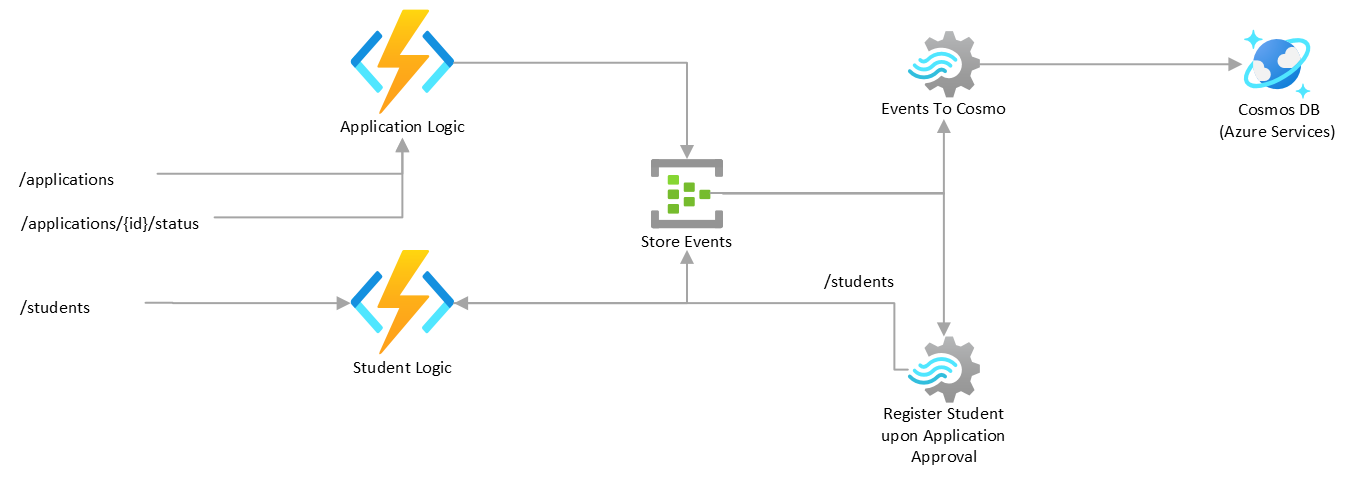 Application Logic
Events To Cosmo
Cosmos DB
(Azure Services)
/applications
/applications/{id}/status
Store Events
/students
/students
Student Logic
Register Student
upon Application
Approval